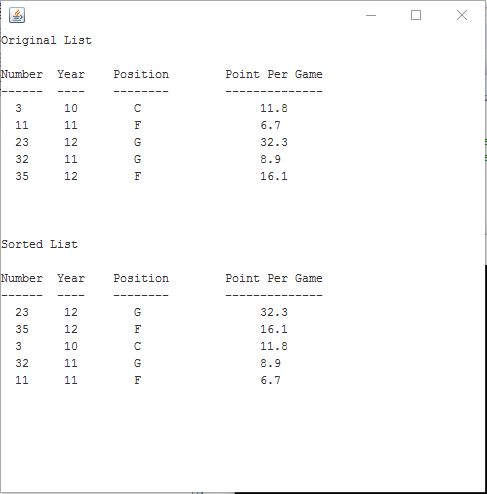 Original List
Number Year Position Point Per Game
------ ---- -------- --------------
3 10 C 11.8
11 11 F 6.7
23 12 G 32.3
32 11 G 8.9
35 12 F 16.1
Sorted List
Number Year Position Point Per Game
------ ---- -------- --------------
23 12 G 32.3
35 12 F 16.1
3 10 C 11.8
32 11 G 8.9
11 11 F 6.7